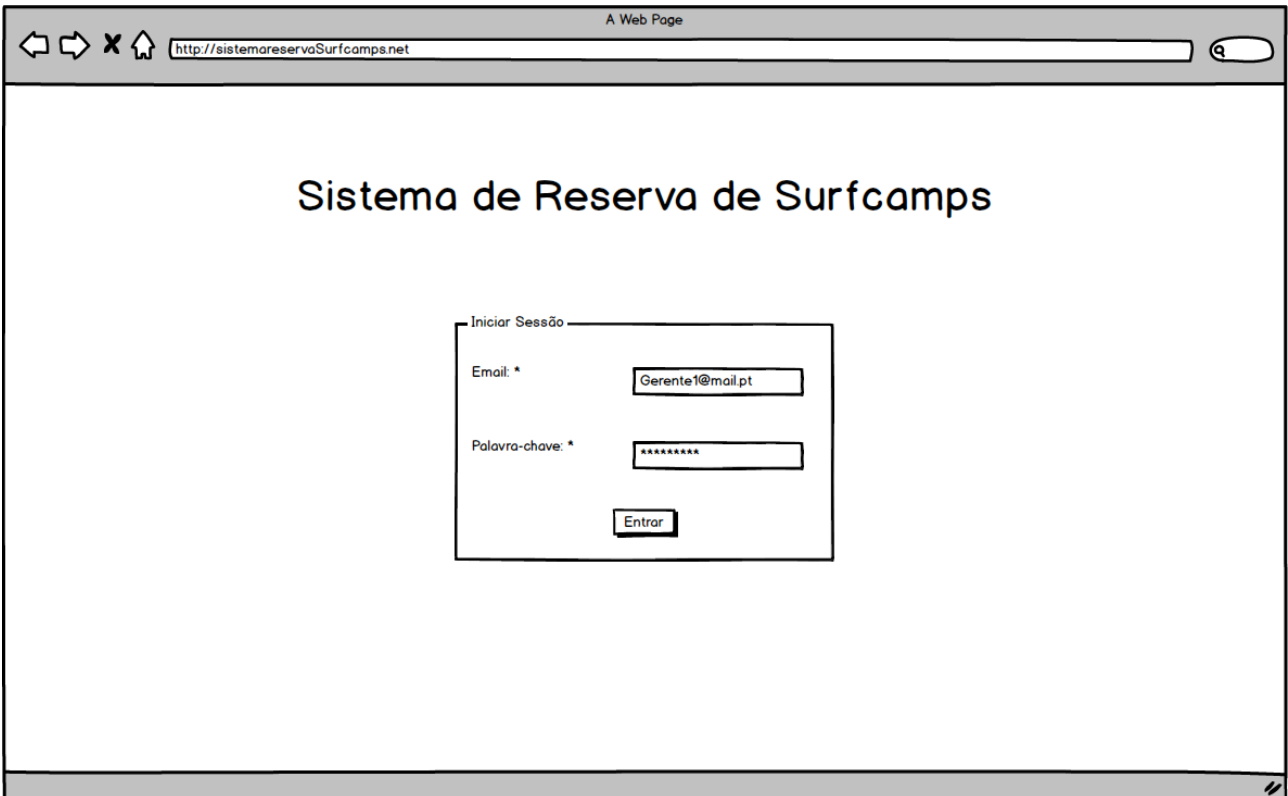 A Web Page
http://sistemareservaSurfcamps.net
Sistema de Reserva de Surfcamps
Iniciar Sessão
Email: *
Gerente1@mail.pt
Palavra-chave: *
*********
Entrar